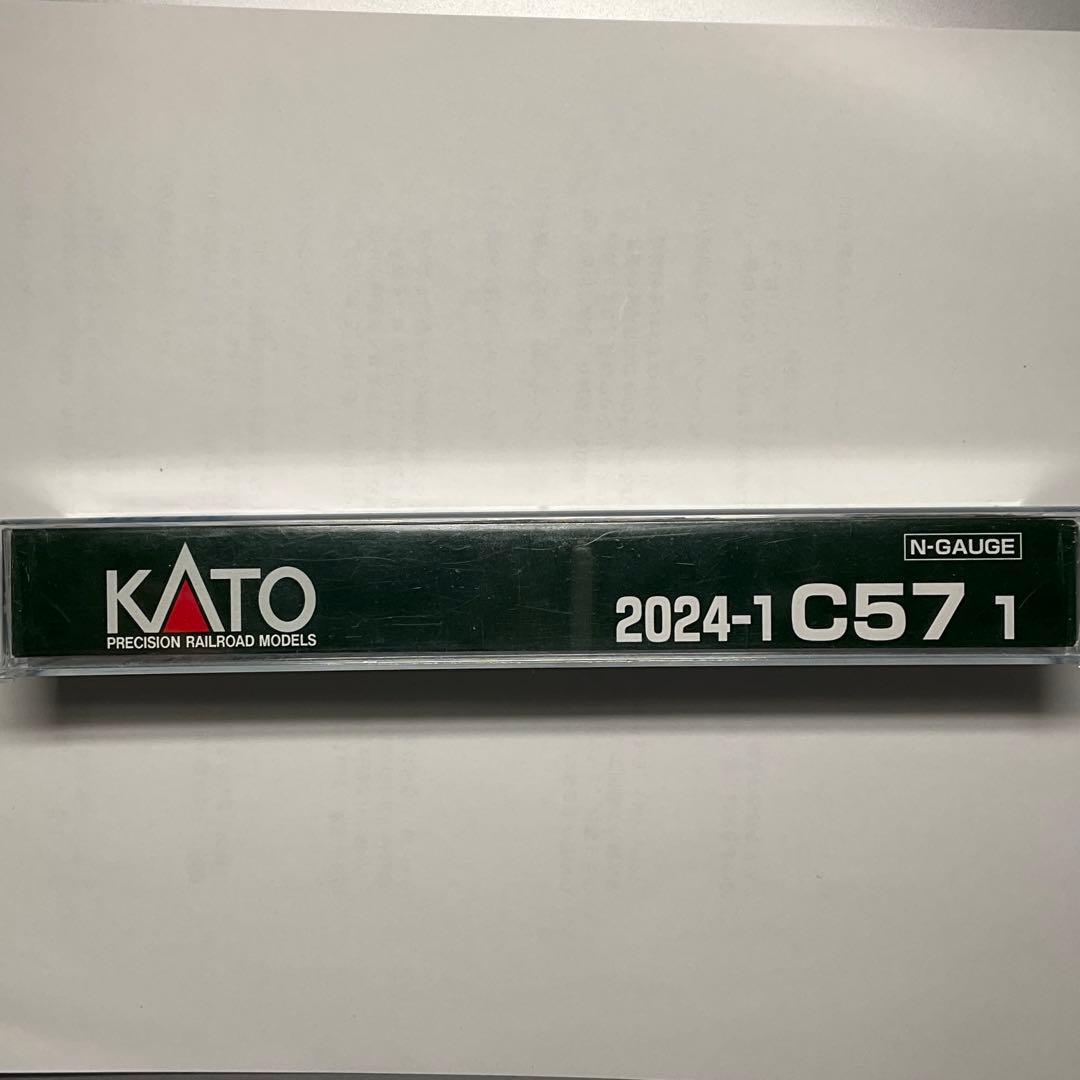 KATO
PRECISION RAILROAD MODELS
N-GAUGE
2024-1 C57 1